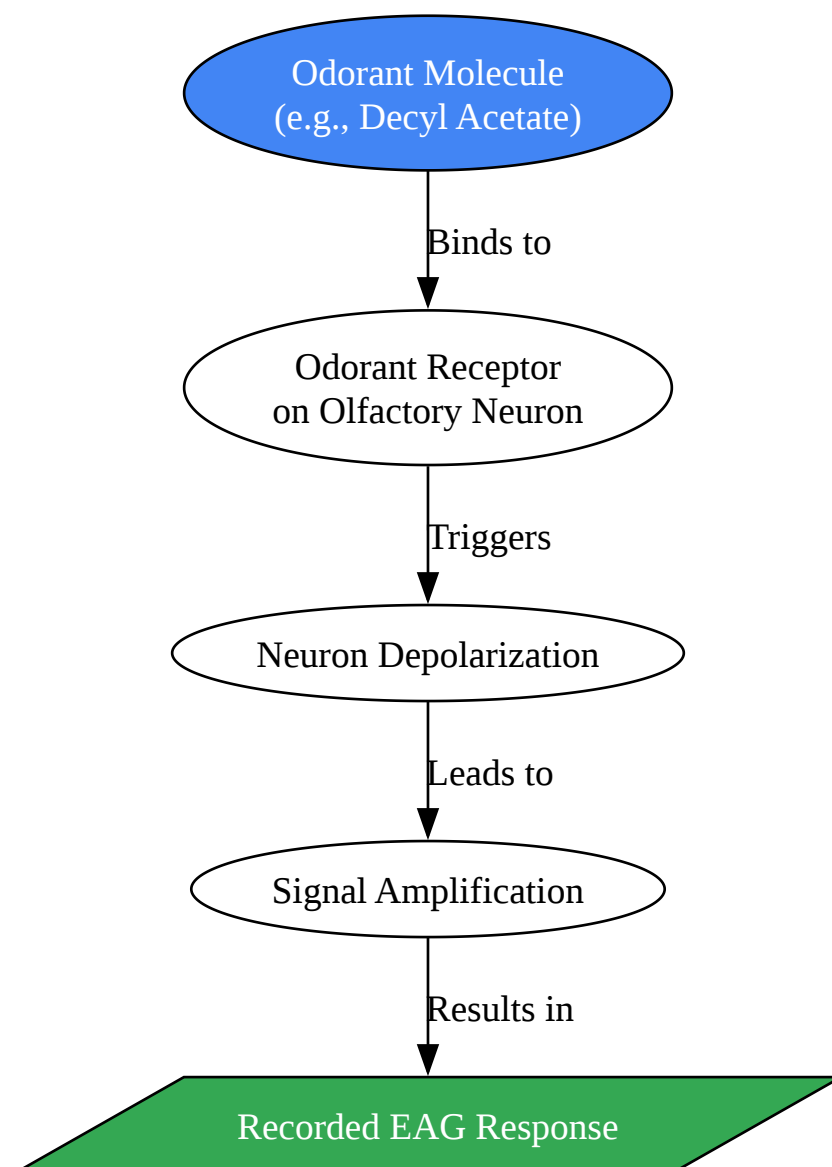 Odorant Molecule
(e.g., Decyl Acetate)
Binds to
Odorant Receptor
on Olfactory Neuron
Triggers
Neuron Depolarization
Leads to
Signal Amplification
Results in
Recorded EAG Response